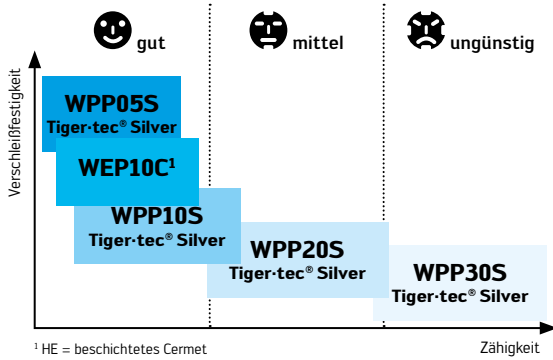 gut
mittel
ungünstig
Verschleißfestigkeit
WPP05S
Tiger·tec® Silver
WEP10C¹
WPP10S
Tiger·tec® Silver
WPP20S
Tiger·tec® Silver
WPP30S
Tiger·tec® Silver
¹ HE = beschichtetes Cermet
Zähigkeit